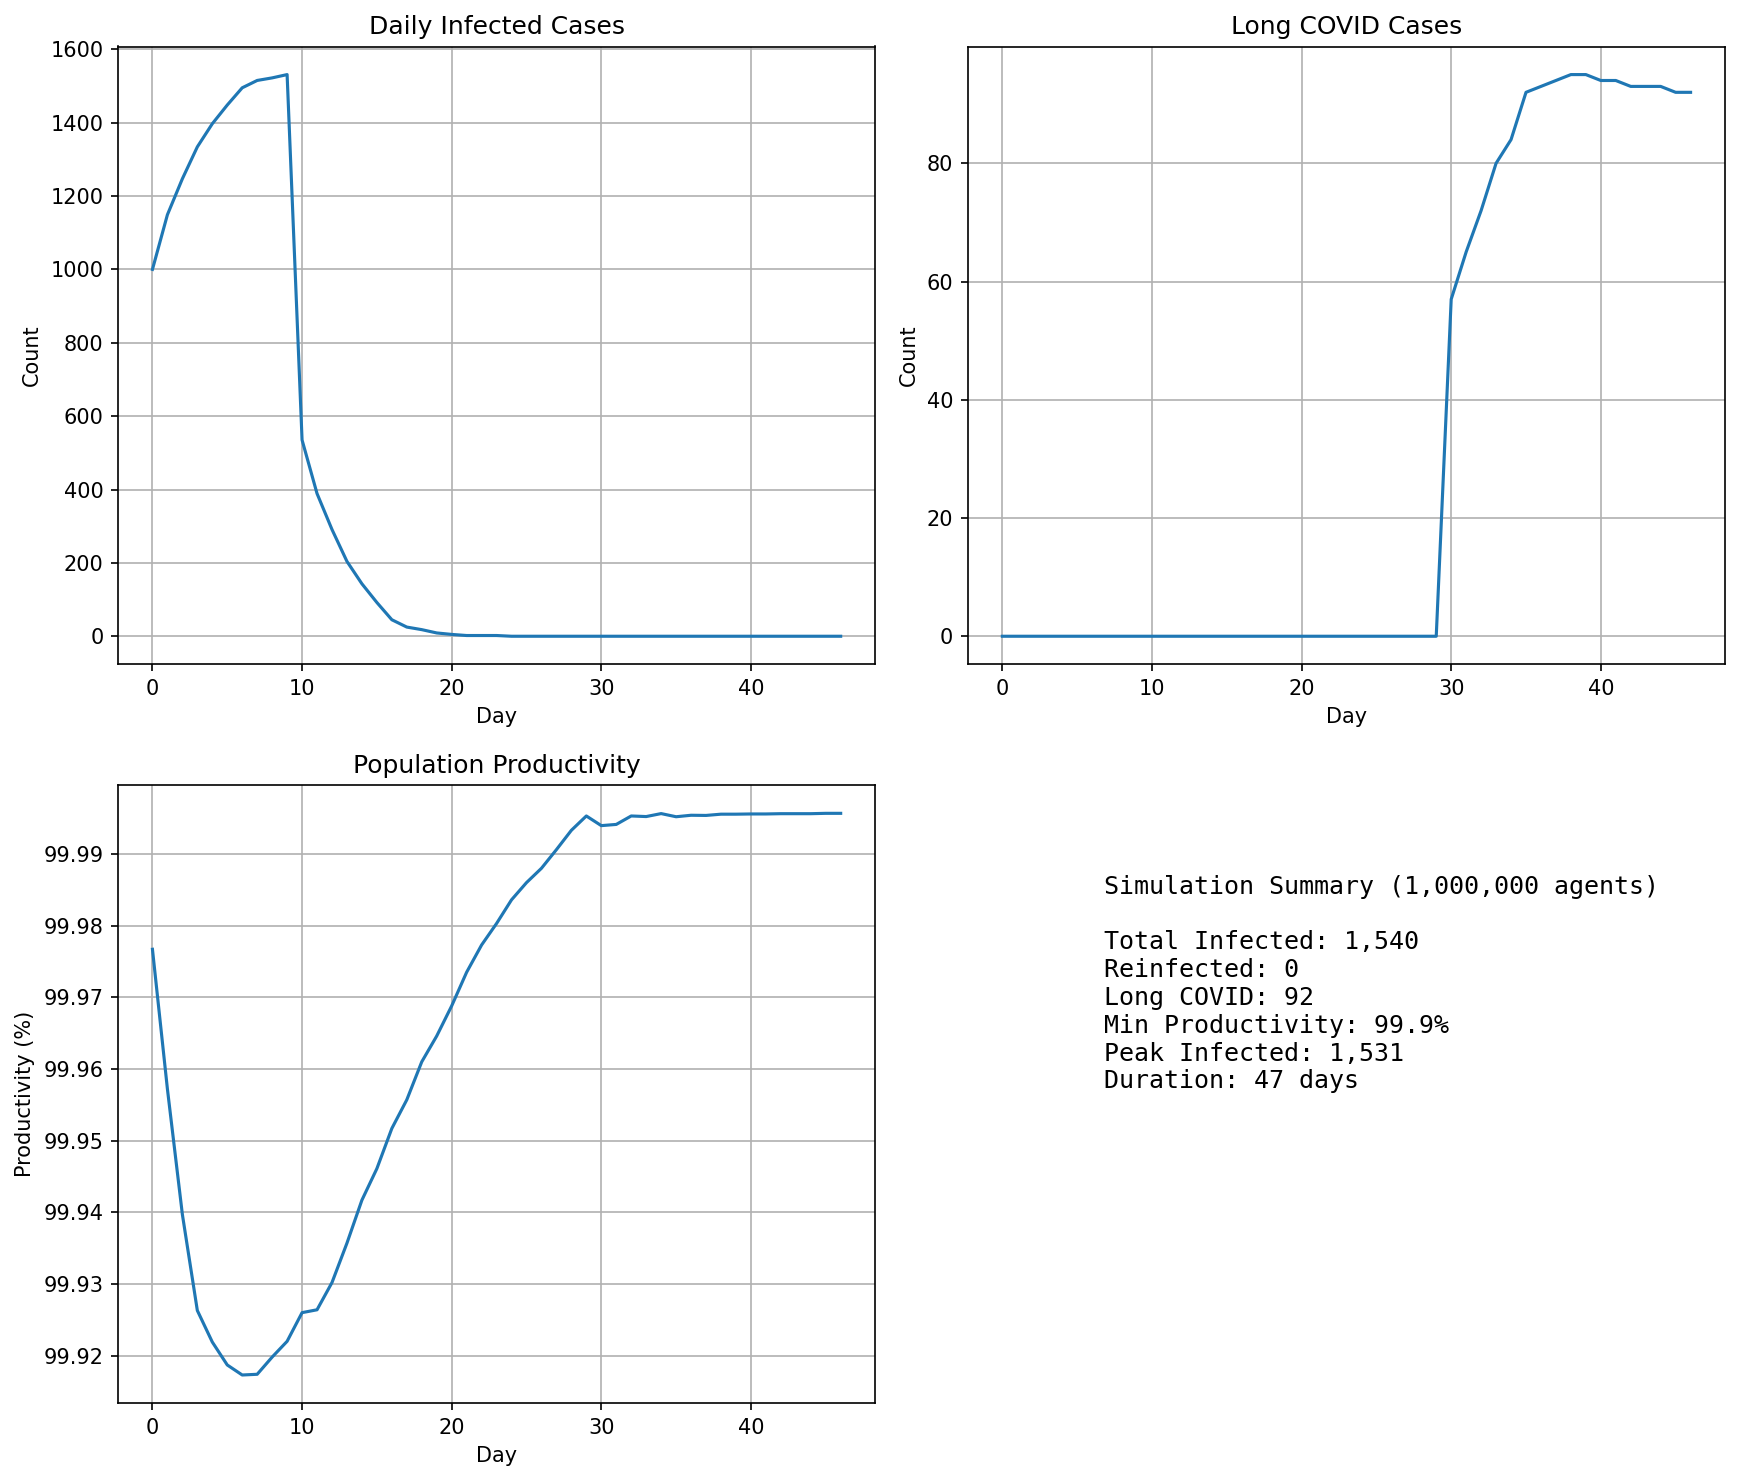 Daily Infected Cases
1600
1400
1200
1000
800
600
400
200
0
Count
0 10 20 30 40
Day
Long COVID Cases
80
60
40
20
0
Count
0 10 20 30 40
Day
Population Productivity
99.99
99.98
99.97
99.96
99.95
99.94
99.93
99.92
Productivity (%)
0 10 20 30 40
Day
Simulation Summary (1,000,000 agents)
Total Infected: 1,540
Reinfected: 0
Long COVID: 92
Min Productivity: 99.9%
Peak Infected: 1,531
Duration: 47 days